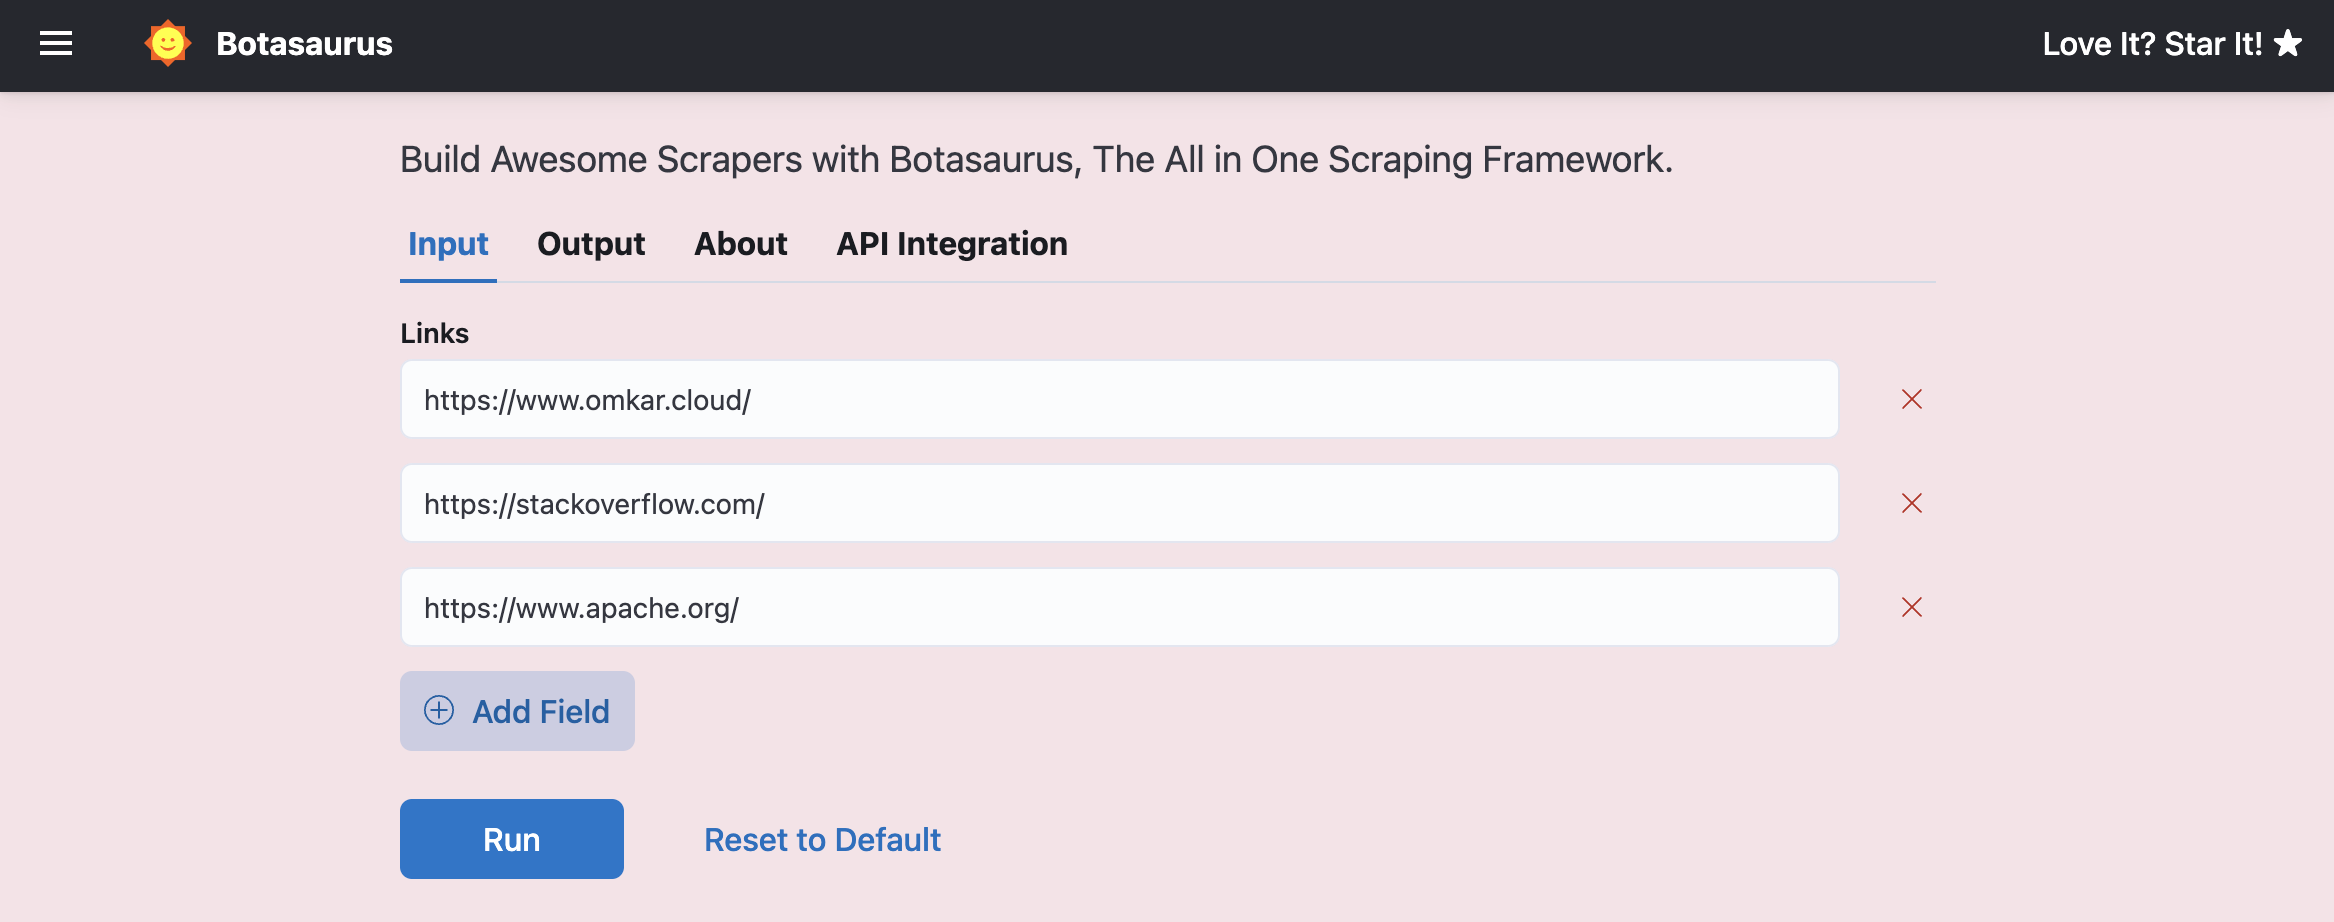 Botasaurus
Love It? Star It!
Build Awesome Scrapers with Botasaurus, The All in One Scraping Framework.
Input Output About API Integration
Links
https://www.omkar.cloud/
https://stackoverflow.com/
https://www.apache.org/
Add Field
Run Reset to Default